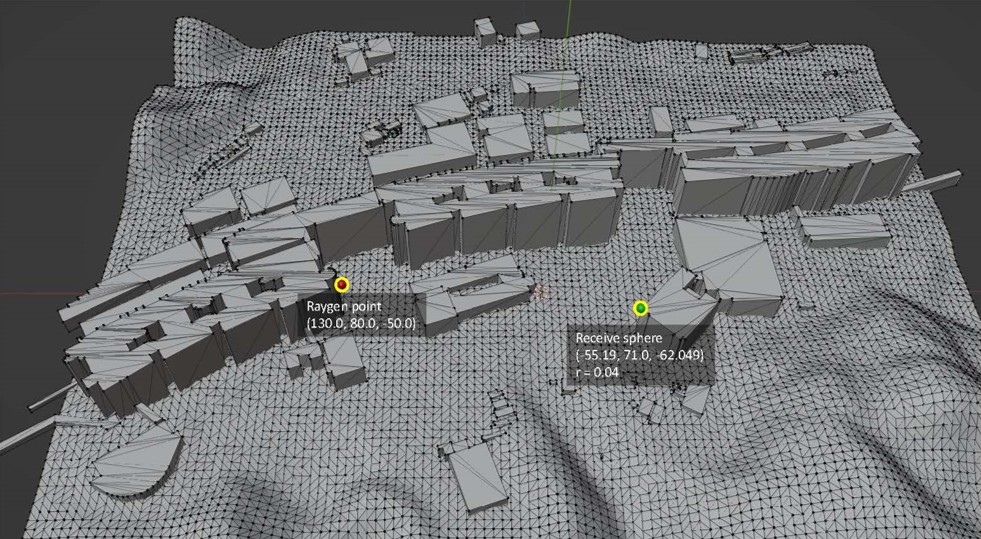 Raygen point
{130.0, 80.0, -50.0}
Receive sphere
{-55.19, 71.0, -62.049}
r = 0.04